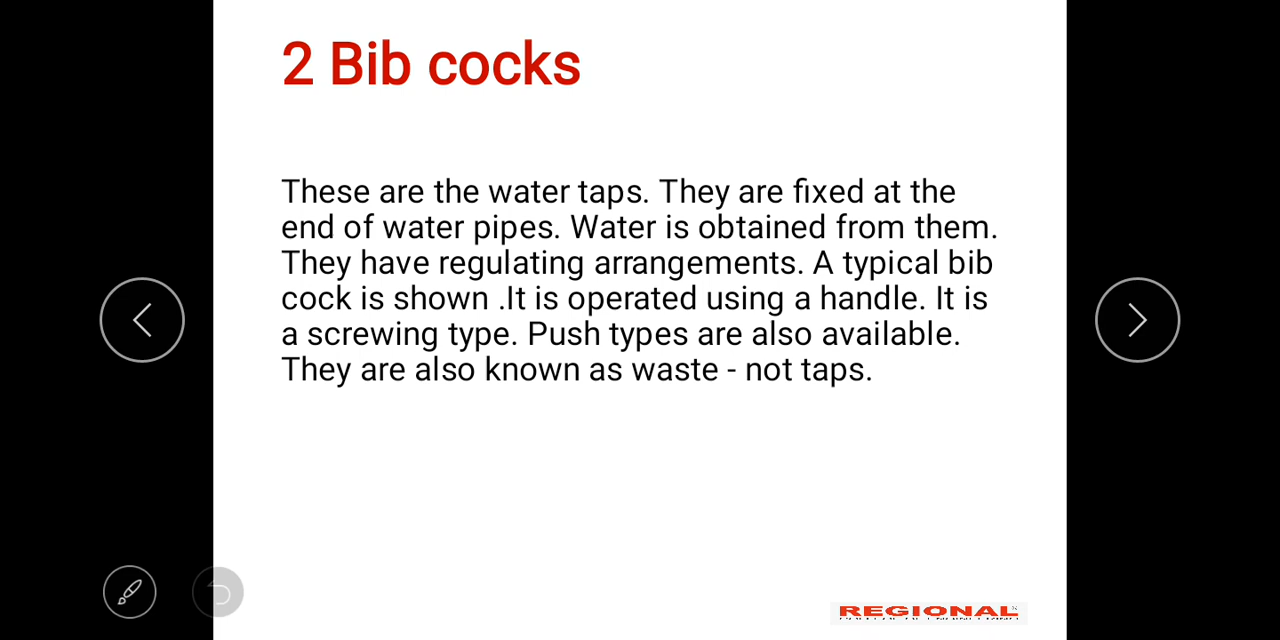 2 Bib cocks
These are the water taps. They are fixed at the
end of water pipes. Water is obtained from them.
They have regulating arrangements. A typical bib
cock is shown .It is operated using a handle. It is
a screwing type. Push types are also available.
They are also known as waste - not taps.
REGIONAL